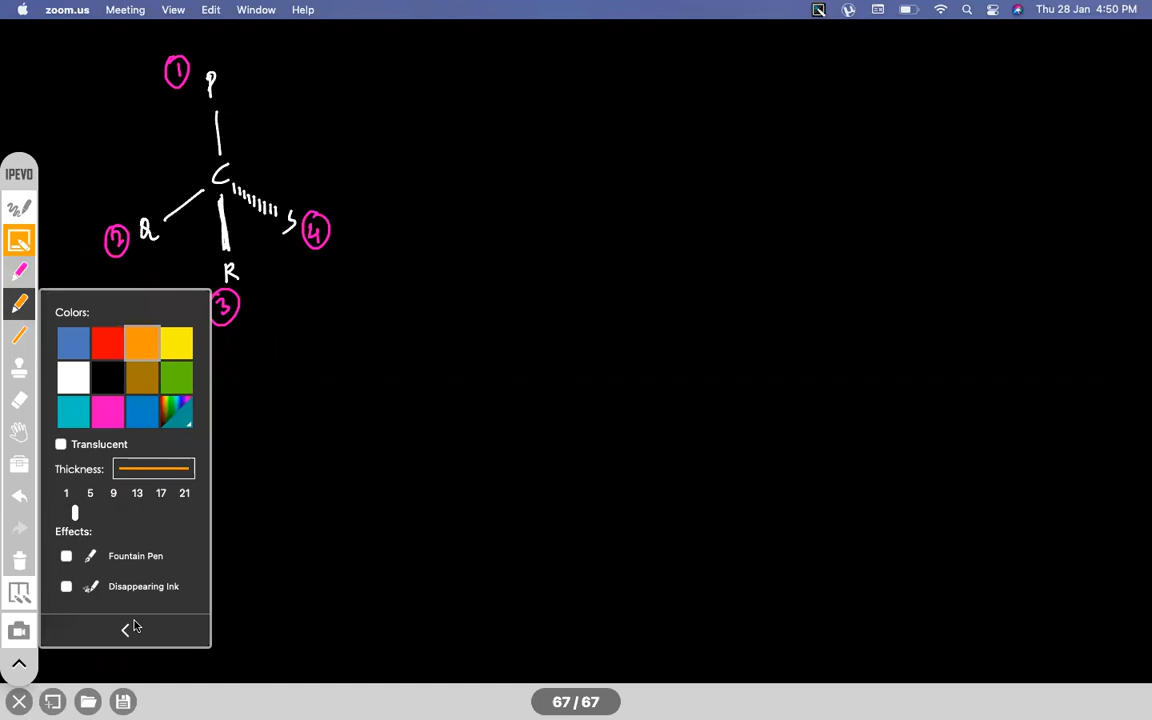 zoom.us Meeting View Edit Window Help Thu 28 Jan 4:50 PM
1 P
C
2 Q S 4
R
3
IPEVO
Colors:
Translucent
Thickness:
1 5 9 13 17 21
Effects:
Fountain Pen
Disappearing Ink
67 / 67